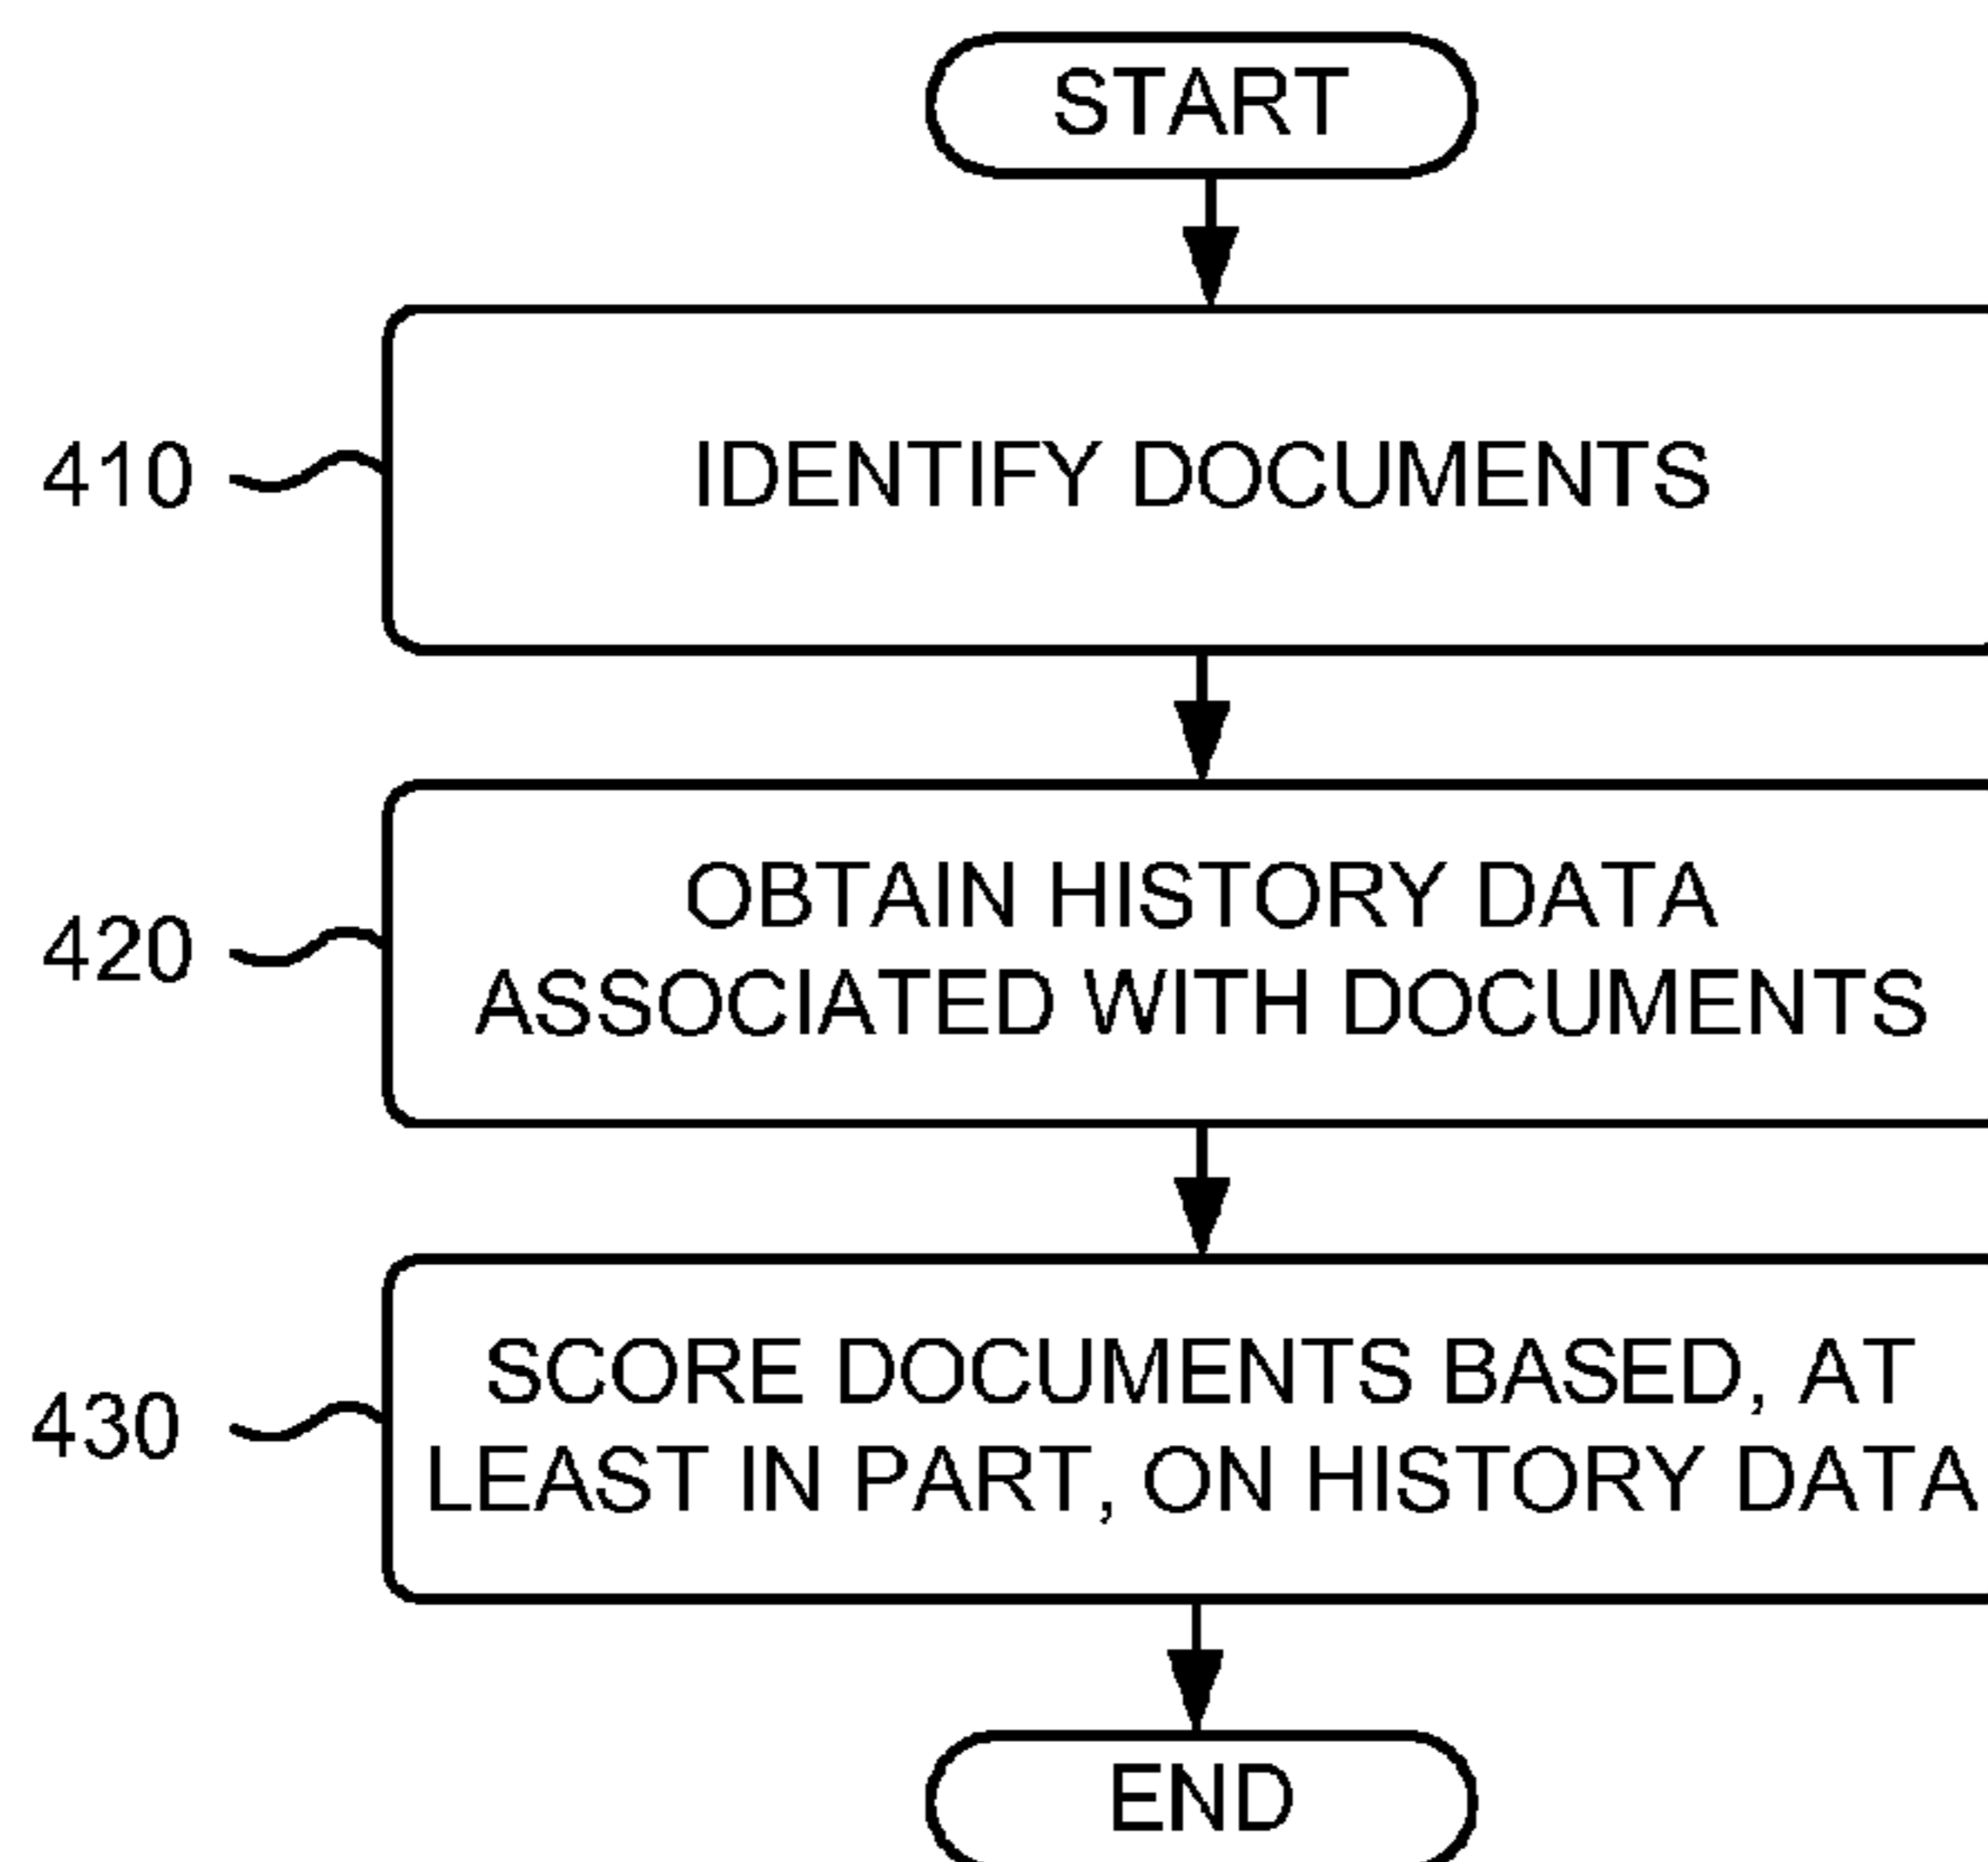 START
410
IDENTIFY DOCUMENTS
420
OBTAIN HISTORY DATA
ASSOCIATED WITH DOCUMENTS
430
SCORE DOCUMENTS BASED, AT
LEAST IN PART, ON HISTORY DATA
END